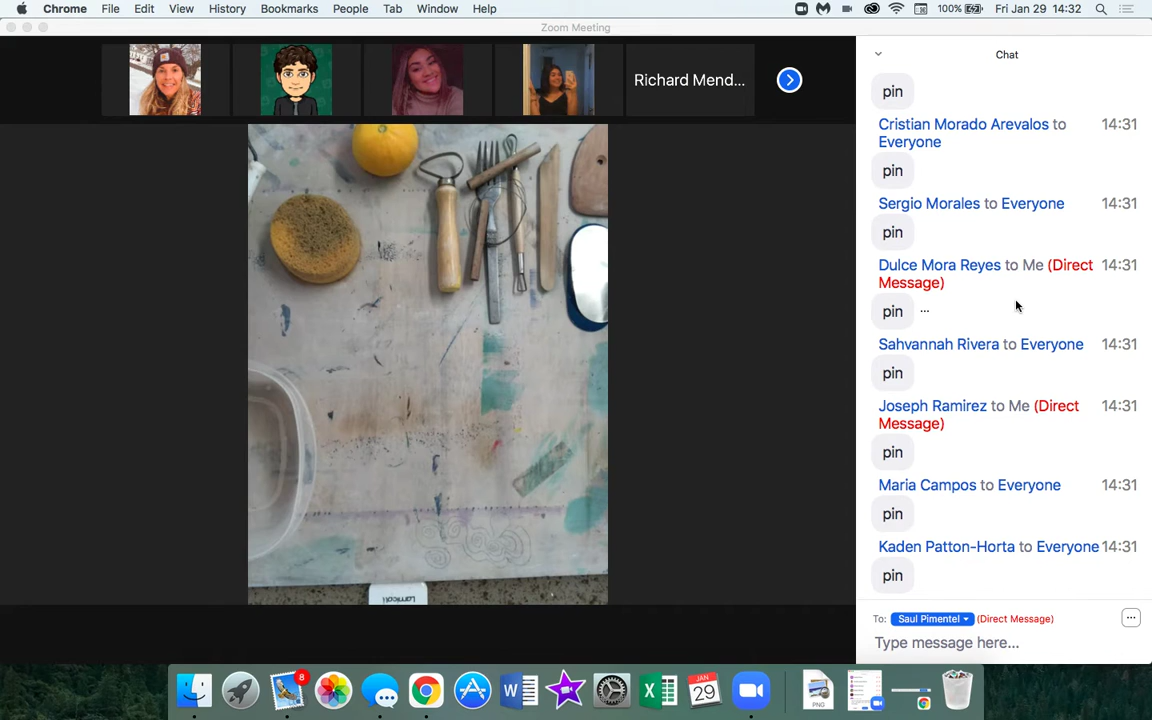 Chrome File Edit View History Bookmarks People Tab Window Help 100% Fri Jan 29 14:32
Zoom Meeting
Richard Mend...
Chat
pin
Cristian Morado Arevalos to 14:31
Everyone
pin
Sergio Morales to Everyone 14:31
pin
Dulce Mora Reyes to Me (Direct 14:31
Message)
pin ...
Sahvannah Rivera to Everyone 14:31
pin
Joseph Ramirez to Me (Direct 14:31
Message)
pin
Maria Campos to Everyone 14:31
pin
Kaden Patton-Horta to Everyone 14:31
pin
To: Saul Pimentel (Direct Message) ...
Type message here...
8
W
X
JAN
29
PNG